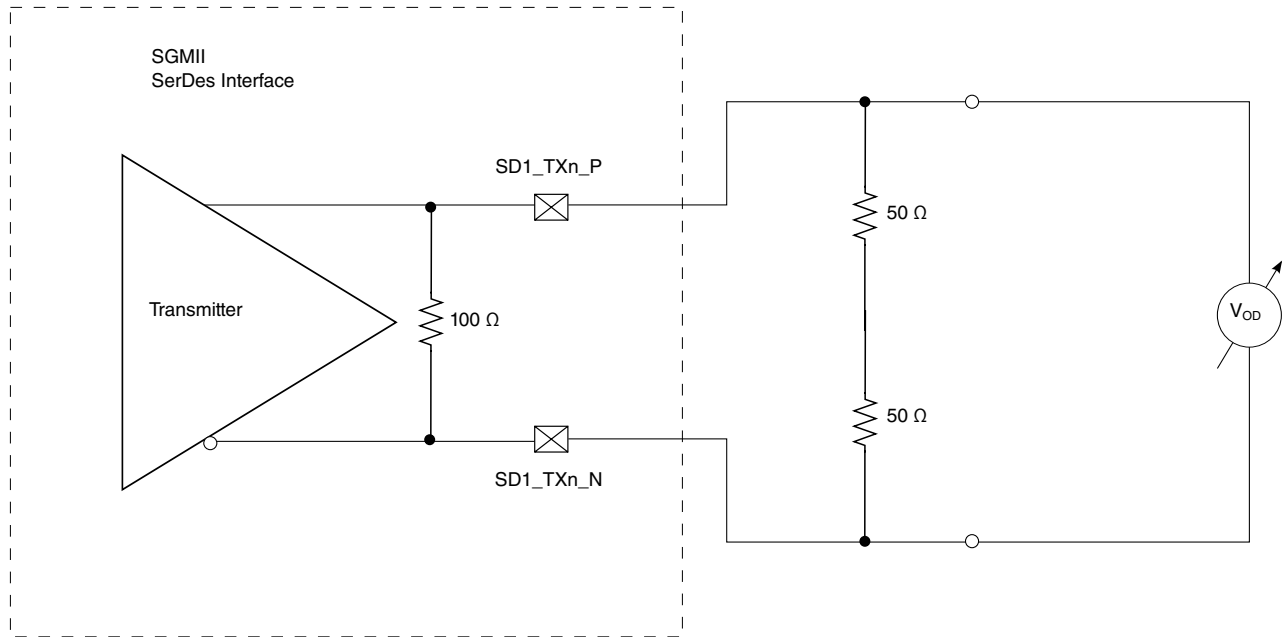 SGMII
SerDes Interface
SD1_TXn_P
50 Ω
Transmitter
100 Ω
VOD
50 Ω
SD1_TXn_N